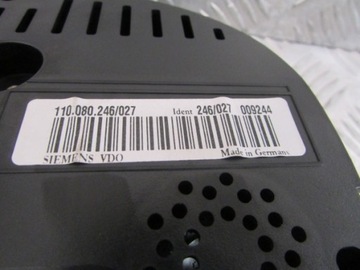 110.080.246/027 Ident 246/027 009244
SIEMENS VDO Made in Germany